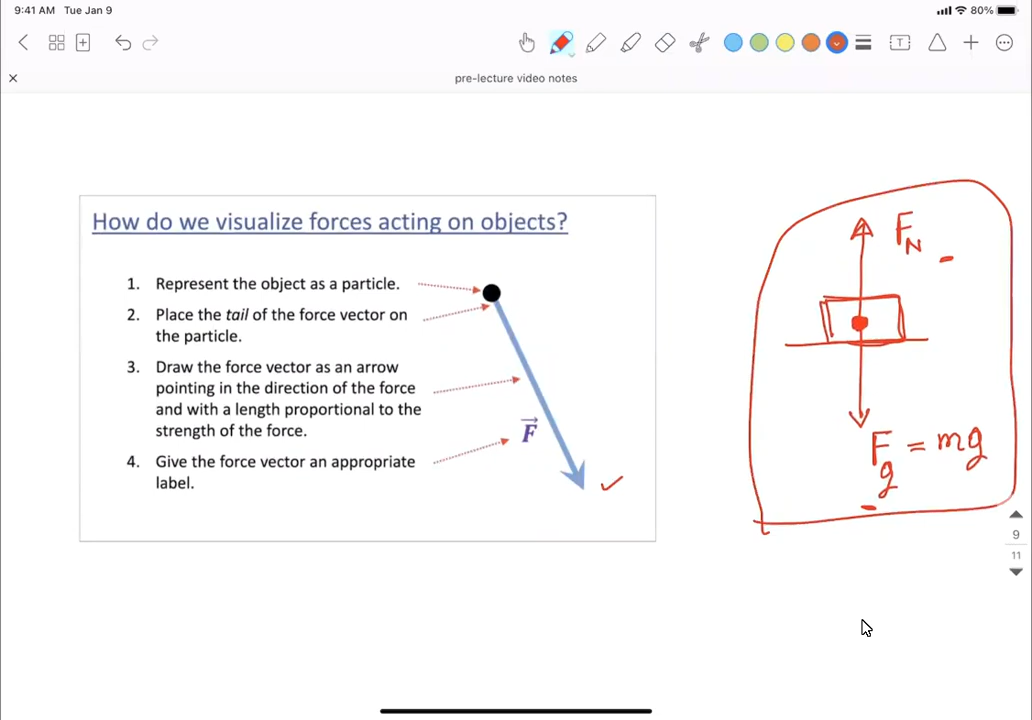 9:41 AM Tue Jan 9
80%
T
pre-lecture video notes
How do we visualize forces acting on objects?
1. Represent the object as a particle.
2. Place the tail of the force vector on
the particle.
3. Draw the force vector as an arrow
pointing in the direction of the force
and with a length proportional to the
strength of the force.
4. Give the force vector an appropriate
label.
F
F_N
F_g = mg
9
11